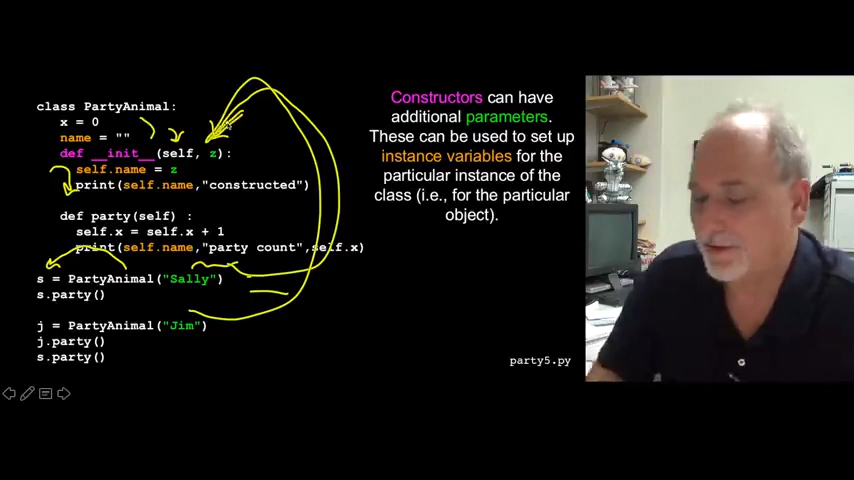 class PartyAnimal:
x = 0
name = ""
def __init__(self, z):
self.name = z
print(self.name,"constructed")
def party(self) :
self.x = self.x + 1
print(self.name,"party count",self.x)
s = PartyAnimal("Sally")
s.party()
j = PartyAnimal("Jim")
j.party()
s.party()
Constructors can have
additional parameters.
These can be used to set up
instance variables for the
particular instance of the
class (i.e., for the particular
object).
party5.py